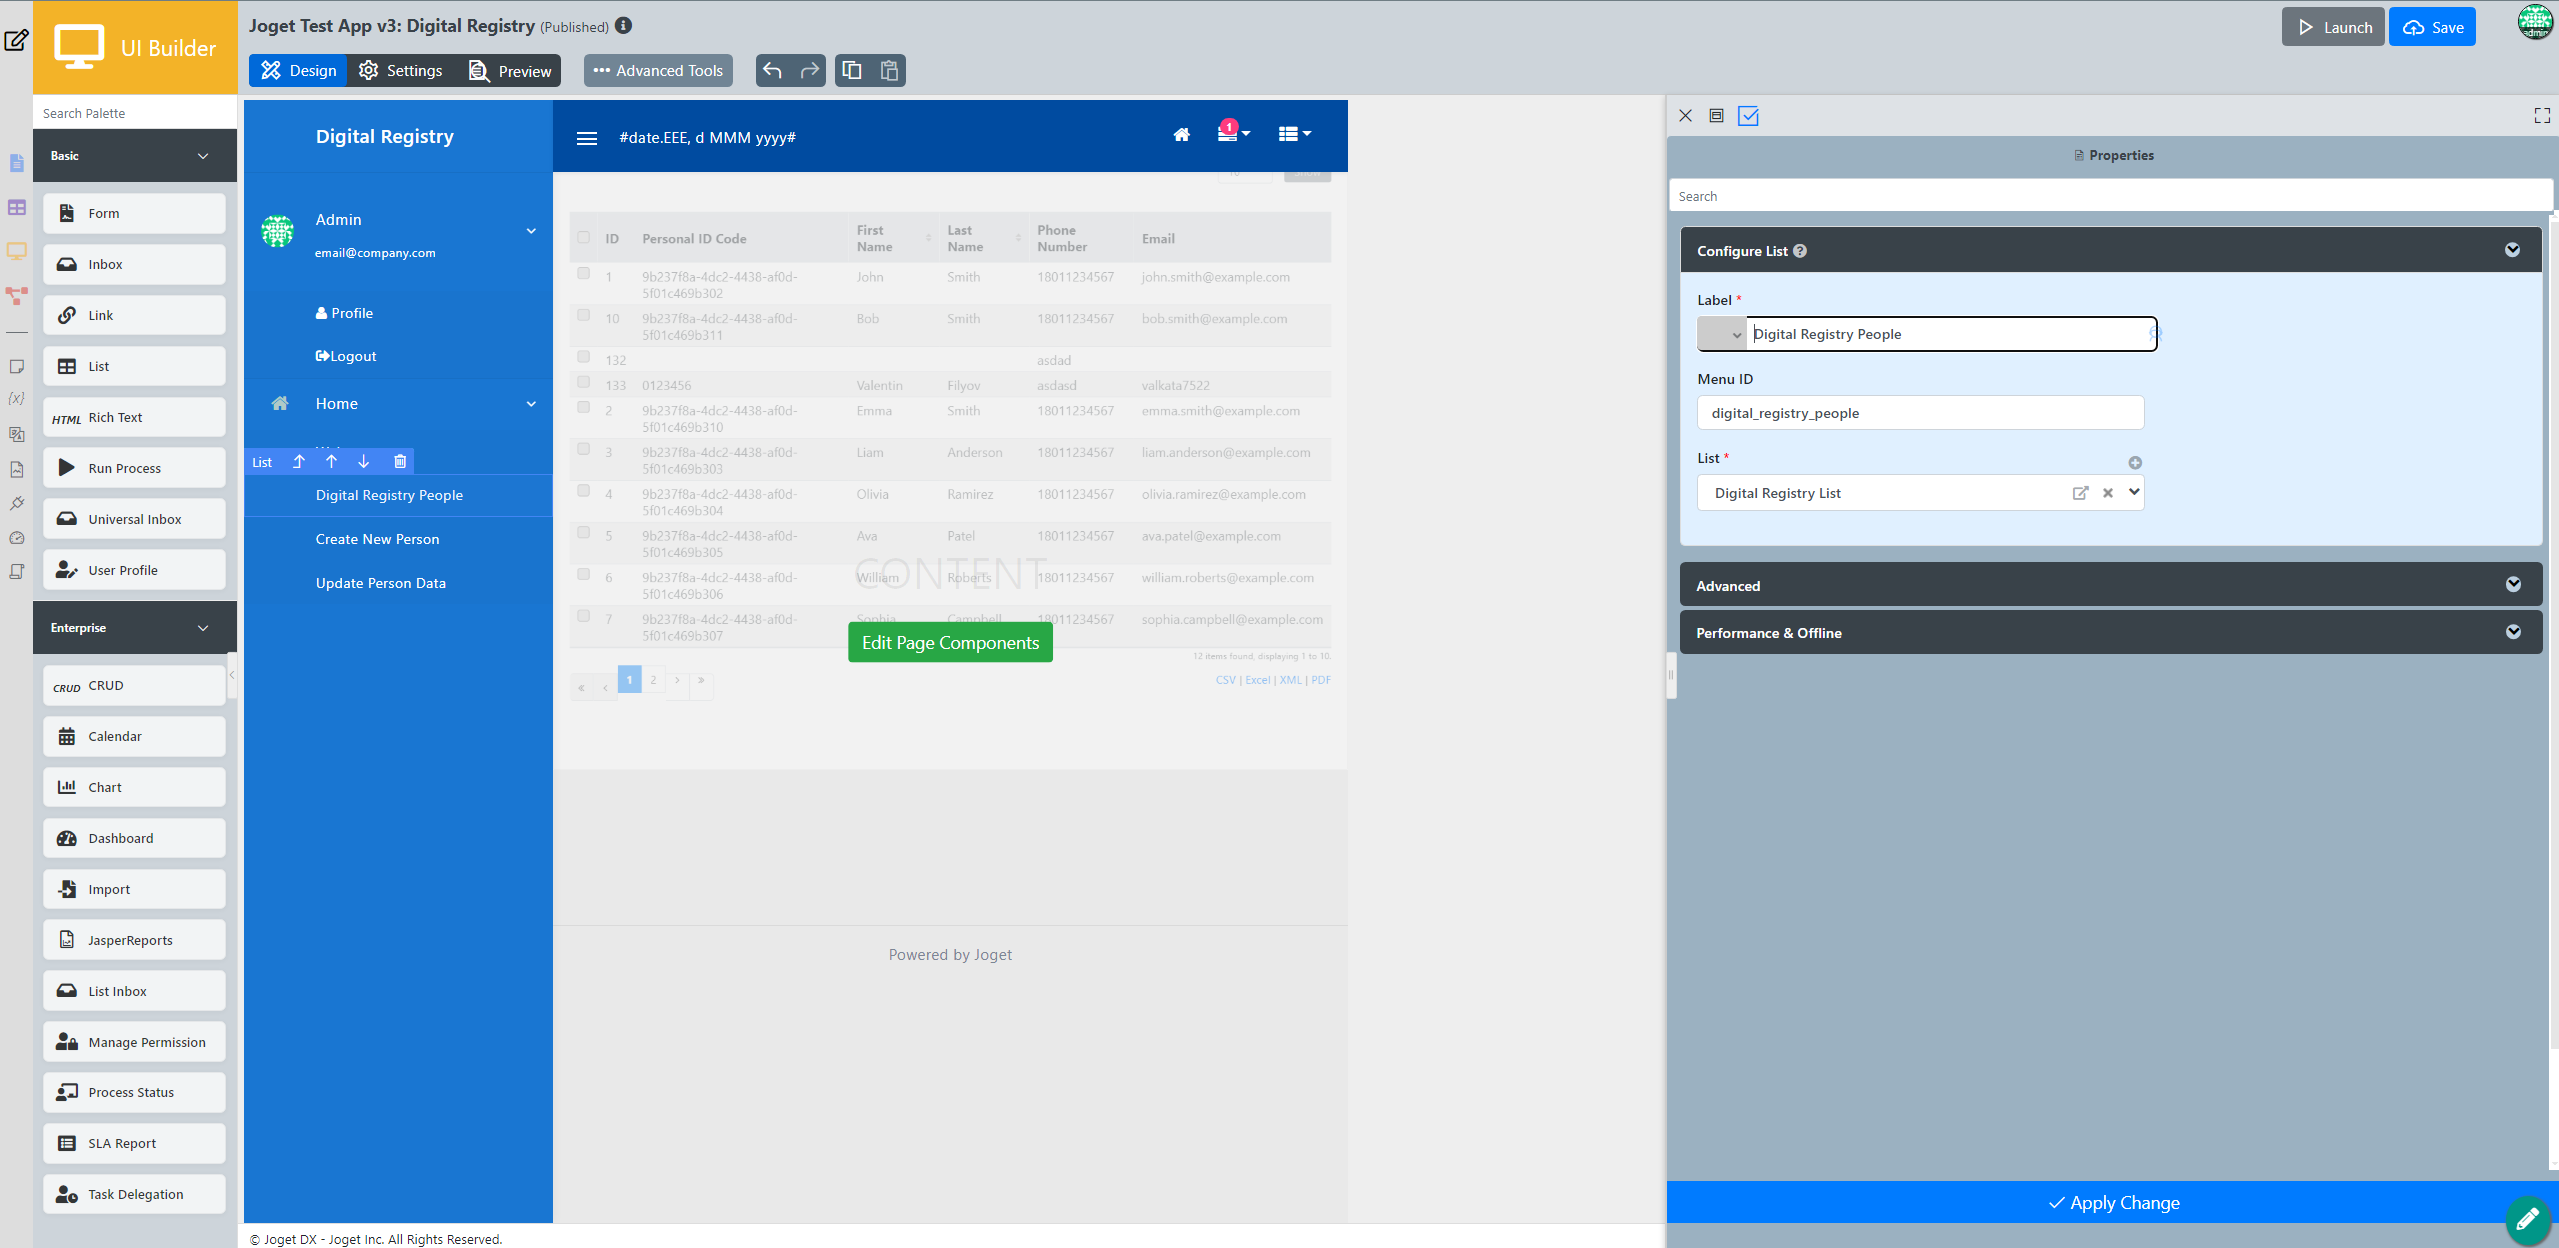 Joget Test App v3: Digital Registry (Published)
Launch
Save
admin
UI Builder
Design
Settings
Preview
Advanced Tools
Search Palette
Basic
Form
Inbox
Link
List
HTML Rich Text
Run Process
Universal Inbox
User Profile
Enterprise
CRUD CRUD
Calendar
Chart
Dashboard
Import
JasperReports
List Inbox
Manage Permission
Process Status
SLA Report
Task Delegation
Digital Registry
Admin
email@company.com
Profile
Logout
Home
List
Digital Registry People
Create New Person
Update Person Data
#date.EEE, d MMM yyyy#
1
ID Personal ID Code First Name Last Name Phone Number Email
1 9b237f8a-4dc2-4438-af0d-5f01c469b302 John Smith 18011234567 john.smith@example.com
10 9b237f8a-4dc2-4438-af0d-5f01c469b311 Bob Smith 18011234567 bob.smith@example.com
132 asdad
133 0123456 Valentin Filyov asdasd valkata7522
2 9b237f8a-4dc2-4438-af0d-5f01c469b310 Emma Smith 18011234567 emma.smith@example.com
3 9b237f8a-4dc2-4438-af0d-5f01c469b303 Liam Anderson 18011234567 liam.anderson@example.com
4 9b237f8a-4dc2-4438-af0d-5f01c469b304 Olivia Ramirez 18011234567 olivia.ramirez@example.com
5 9b237f8a-4dc2-4438-af0d-5f01c469b305 Ava Patel 18011234567 ava.patel@example.com
CONTENT
6 9b237f8a-4dc2-4438-af0d-5f01c469b306 William Roberts 18011234567 william.roberts@example.com
7 9b237f8a-4dc2-4438-af0d-5f01c469b307 Sophia Campbell 18011234567 sophia.campbell@example.com
Edit Page Components
12 items found, displaying 1 to 10.
« ‹ 1 2 › »
CSV | Excel | XML | PDF
Powered by Joget
© Joget DX - Joget Inc. All Rights Reserved.
Properties
Search
Configure List
Label *
Digital Registry People
Menu ID
digital_registry_people
List *
Digital Registry List
Advanced
Performance & Offline
Apply Change